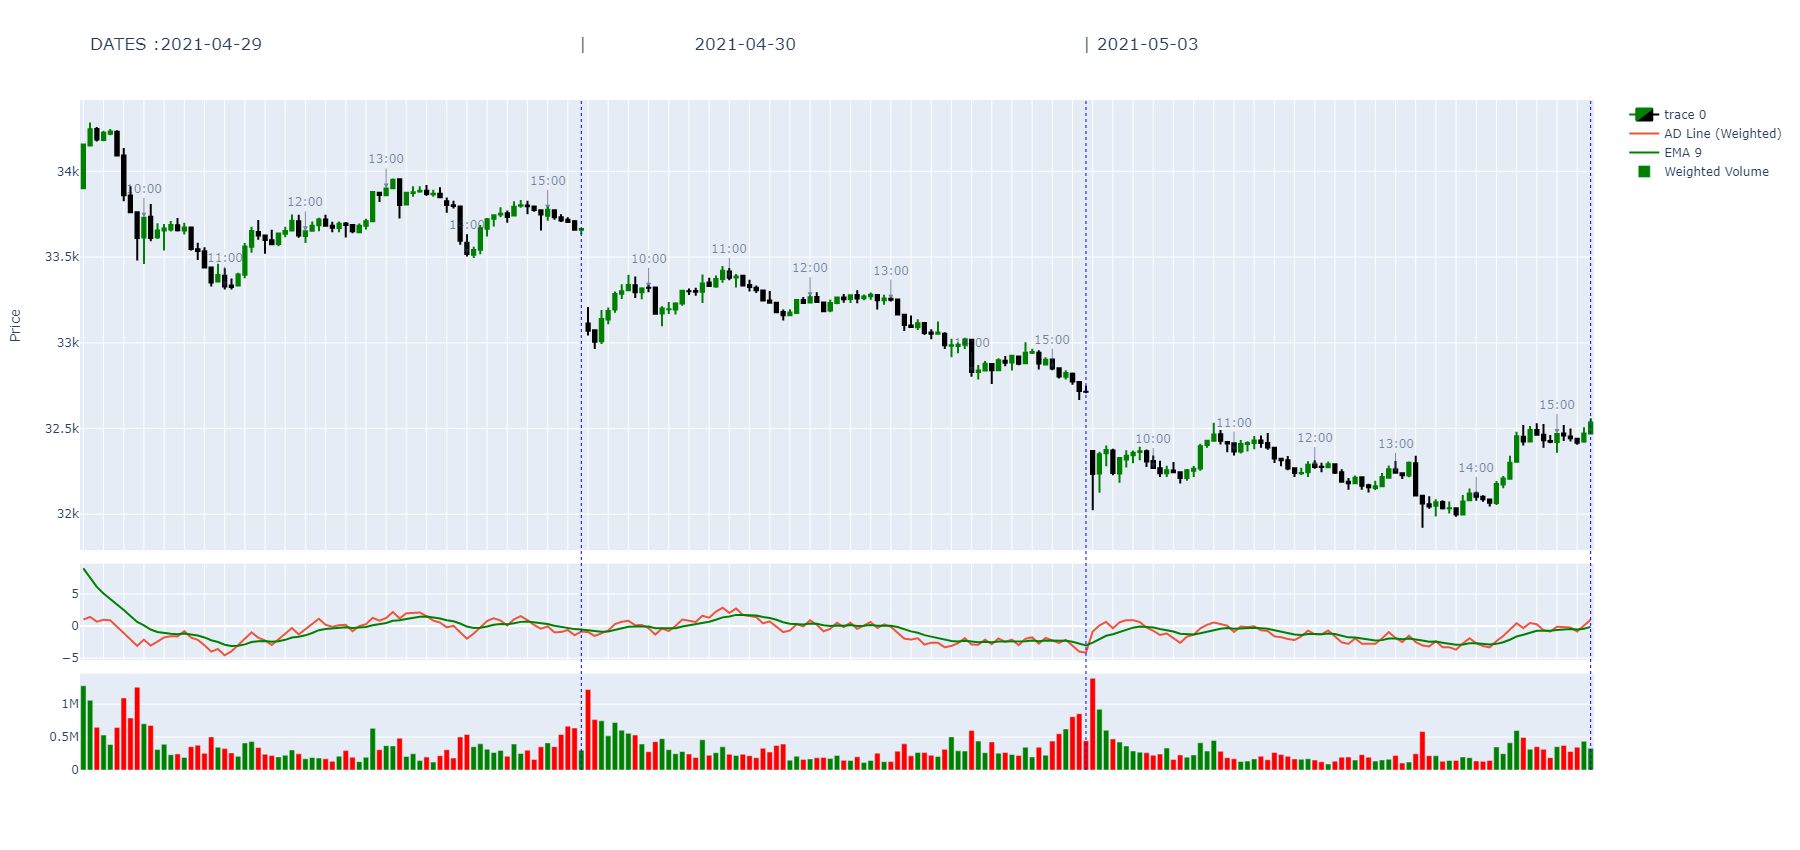 DATES :2021-04-29 | 2021-04-30 | 2021-05-03
trace 0
AD Line (Weighted)
EMA 9
Weighted Volume
Price
34k
33.5k
33k
32.5k
32k
10:00
11:00
12:00
13:00
14:00
15:00
10:00
11:00
12:00
13:00
15:00
10:00
11:00
12:00
13:00
14:00
15:00
5
0
−5
1M
0.5M
0